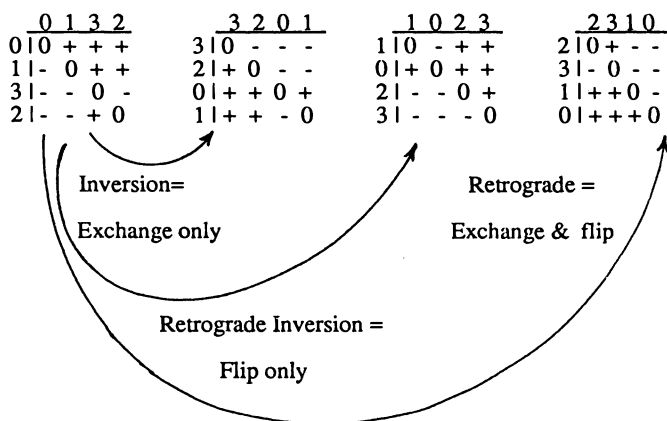 0 1 3 2 3 2 0 1 1 0 2 3 2 3 1 0
0|0 + + + 3|0 - - - 1|0 - + + 2|0 + - -
1|- 0 + + 2|+ 0 - - 0|+ 0 + + 3|- 0 - -
3|- - 0 - 0|+ + 0 + 2|- - 0 + 1|+ + 0 -
2|- - + 0 1|+ + - 0 3|- - - 0 0|+ + + 0
Inversion= Retrograde =
Exchange only Exchange & flip
Retrograde Inversion =
Flip only